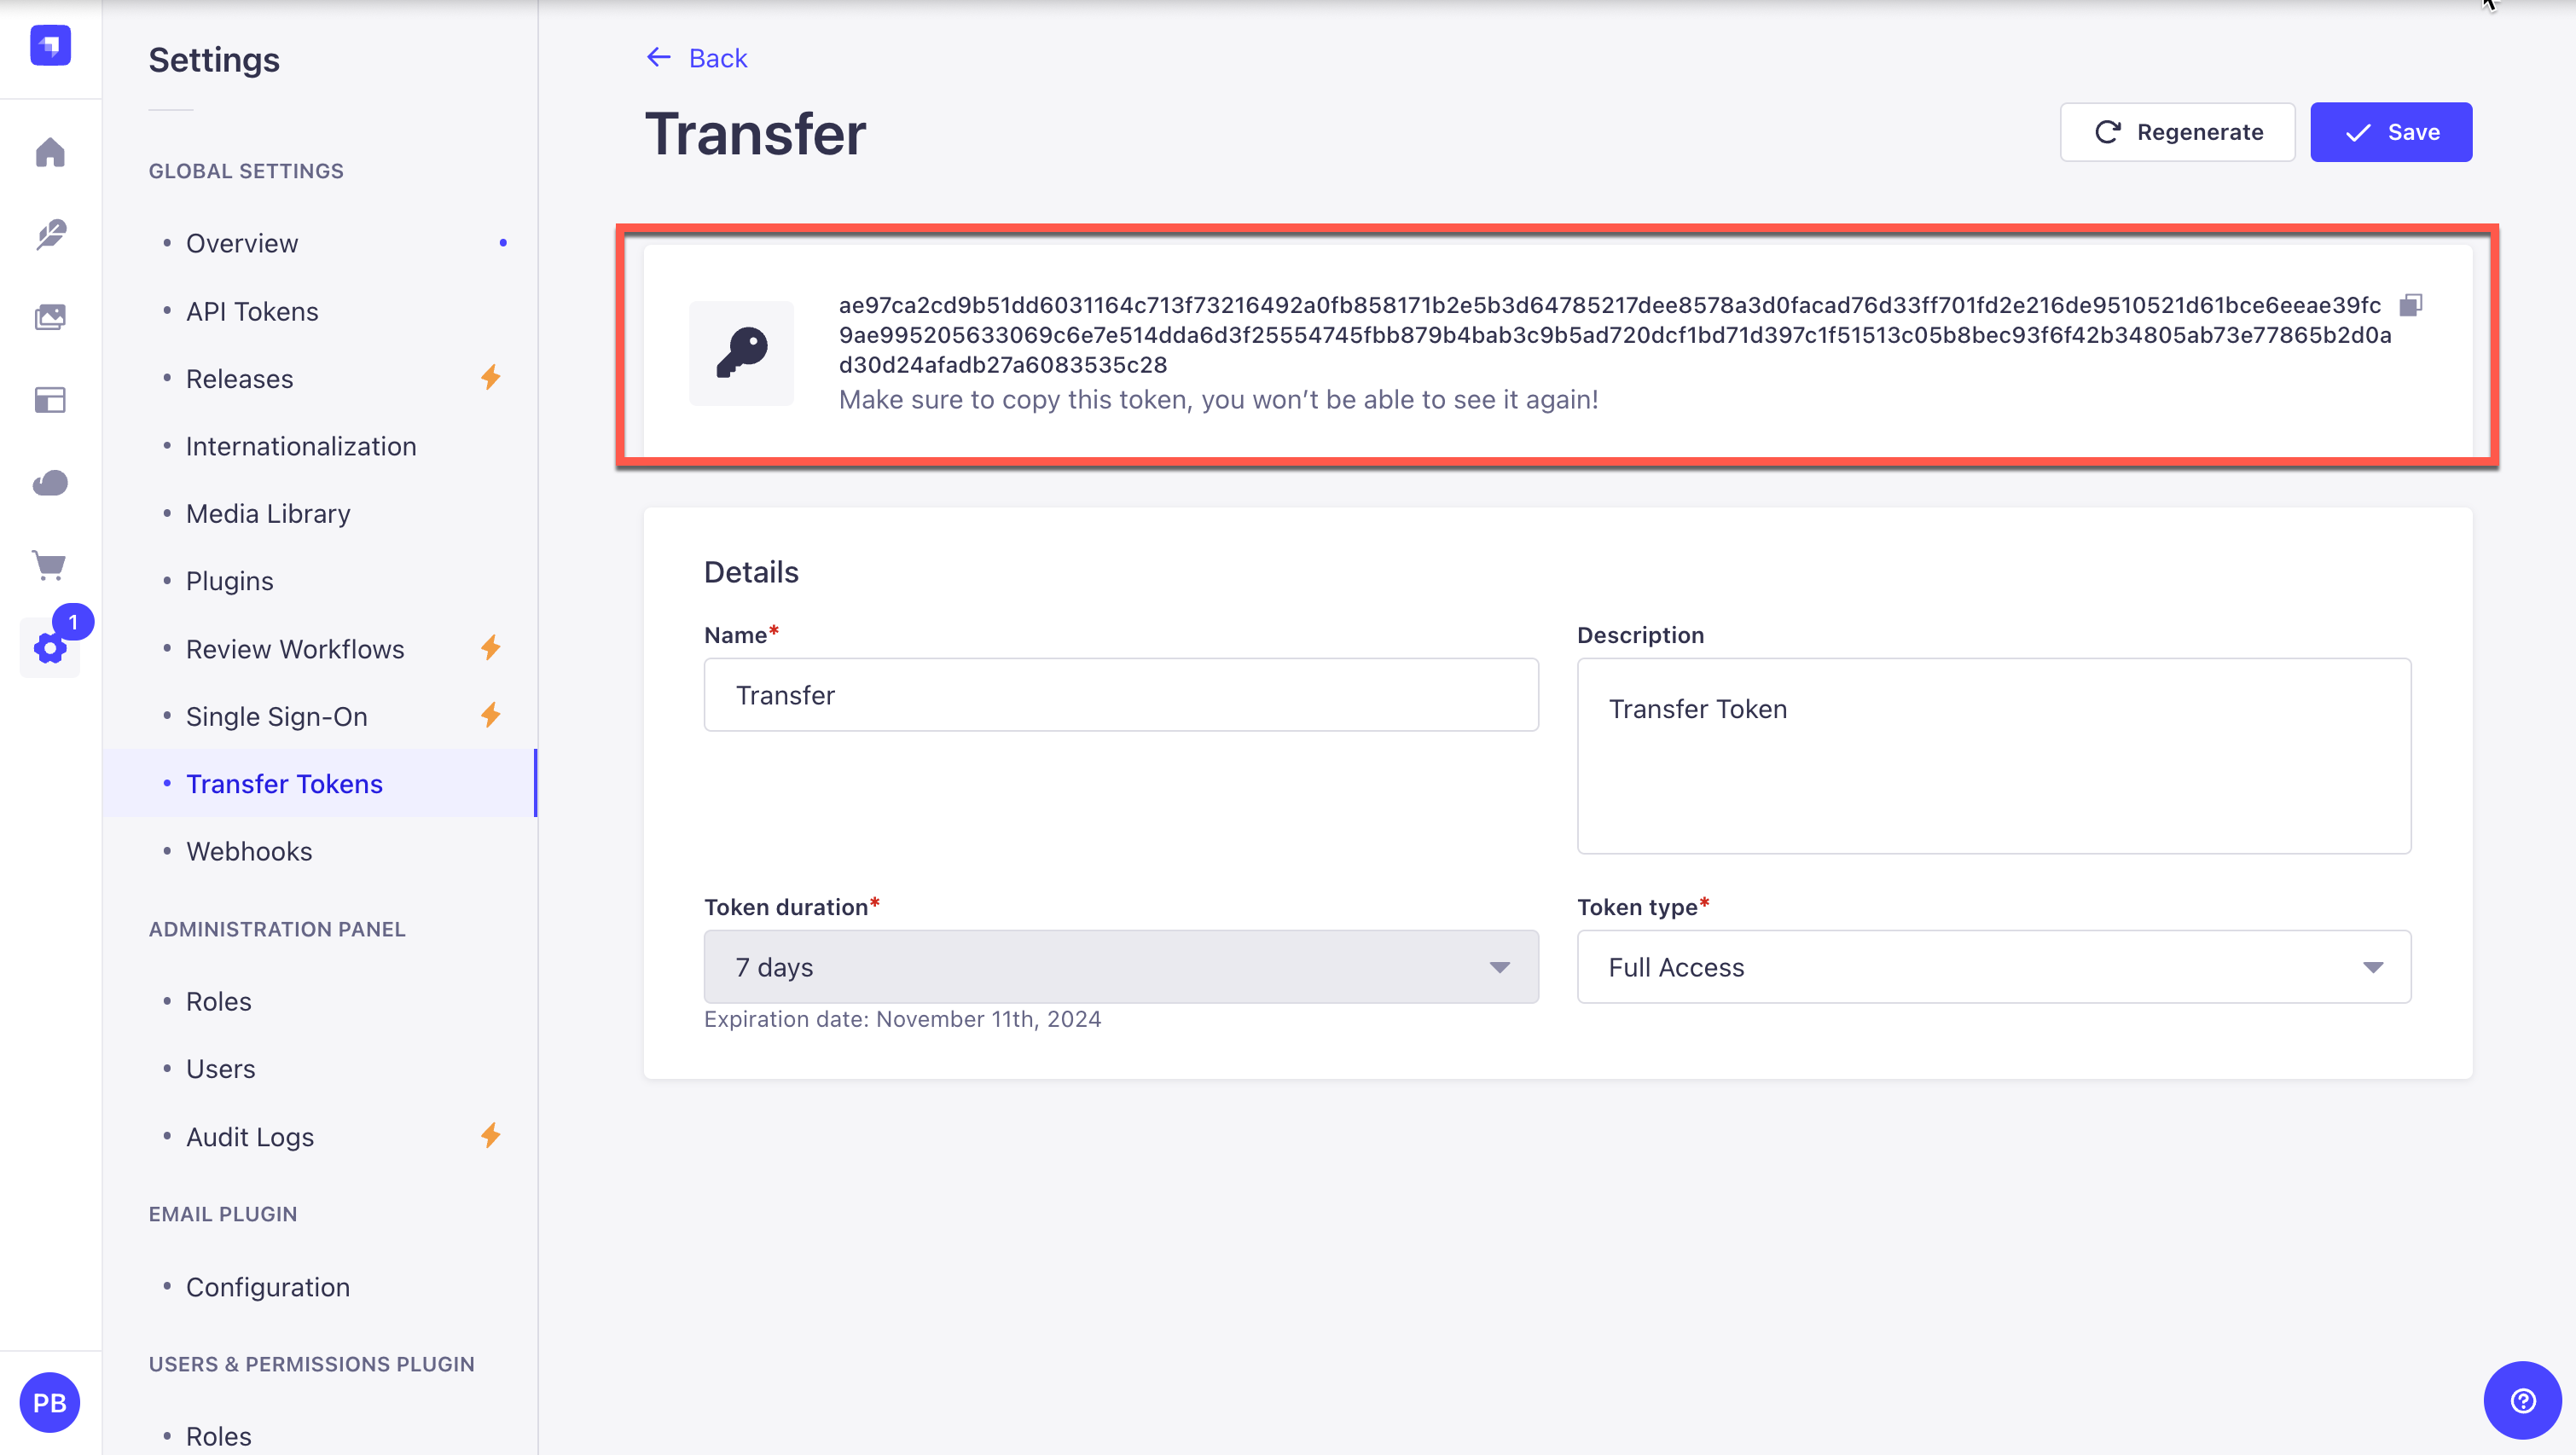 Settings
GLOBAL SETTINGS
Overview
API Tokens
Releases
Internationalization
Media Library
Plugins
Review Workflows
Single Sign-On
Transfer Tokens
Webhooks
ADMINISTRATION PANEL
Roles
Users
Audit Logs
EMAIL PLUGIN
Configuration
USERS & PERMISSIONS PLUGIN
Roles
1
PB
Back
Transfer
Regenerate
Save
ae97ca2cd9b51dd6031164c713f73216492a0fb858171b2e5b3d64785217dee8578a3d0facad76d33ff701fd2e216de9510521d61bce6eeae39fc
9ae995205633069c6e7e514dda6d3f25554745fbb879b4bab3c9b5ad720dcf1bd71d397c1f51513c05b8bec93f6f42b34805ab73e77865b2d0a
d30d24afadb27a6083535c28
Make sure to copy this token, you won’t be able to see it again!
Details
Name*
Transfer
Description
Transfer Token
Token duration*
7 days
Expiration date: November 11th, 2024
Token type*
Full Access